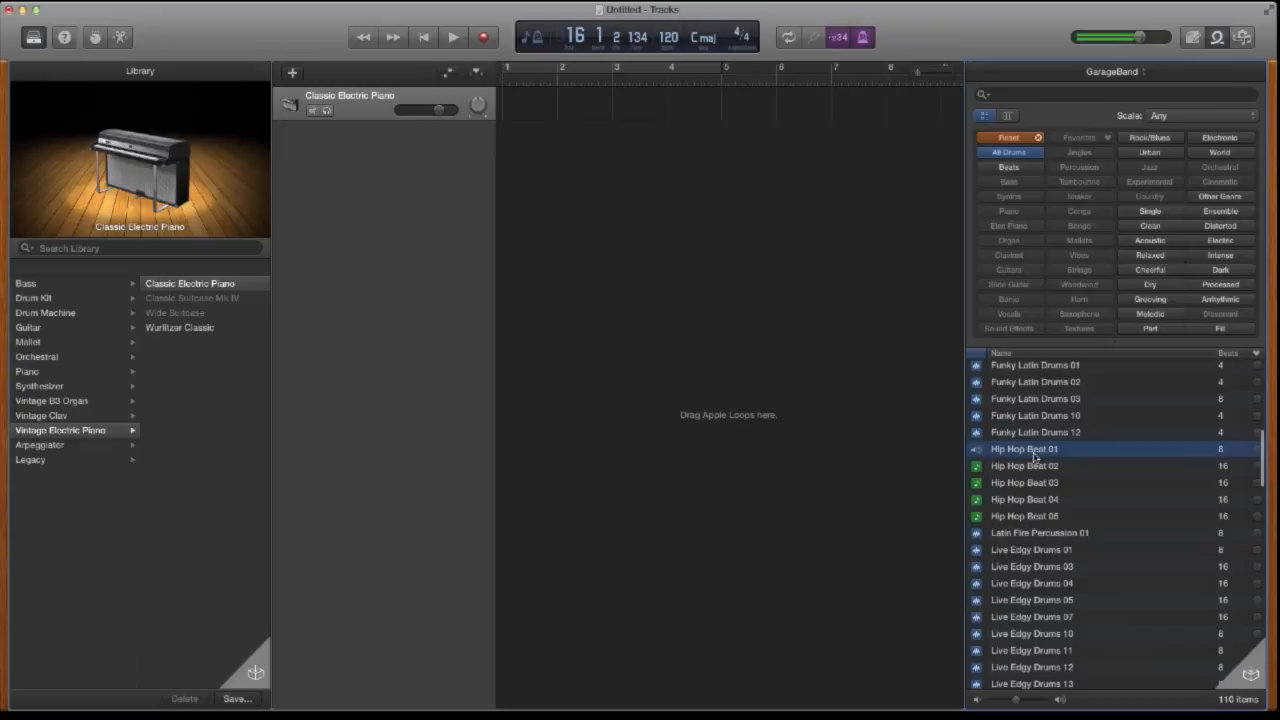 Untitled - Tracks
16 1 2 134 120 C maj 4/4
Library
Classic Electric Piano
Search Library
Bass
Drum Kit
Drum Machine
Guitar
Mallet
Orchestral
Piano
Synthesizer
Vintage B3 Organ
Vintage Clav
Vintage Electric Piano
Arpeggiator
Legacy
Classic Electric Piano
Classic Suitcase Mk IV
Wide Suitcase
Wurlitzer Classic
Delete Save...
Classic Electric Piano
1 2 3 4 5 6 7 8
Drag Apple Loops here.
GarageBand
Scale: Any
Reset Favorites Rock/Blues Electronic
All Drums Jingles Urban World
Beats Percussion Jazz Orchestral
Bass Tambourine Experimental Cinematic
Synths Shaker Country Other Genre
Piano Conga Single Ensemble
Elec Piano Bongo Clean Distorted
Organ Mallets Acoustic Electric
Clavinet Vibes Relaxed Intense
Guitars Strings Cheerful Dark
Slide Guitar Woodwind Dry Processed
Banjo Horn Grooving Arrhythmic
Vocals Saxophone Melodic Dissonant
Sound Effects Textures Part Fill
Name Beats
Funky Latin Drums 01 4
Funky Latin Drums 02 4
Funky Latin Drums 03 8
Funky Latin Drums 10 4
Funky Latin Drums 12 4
Hip Hop Beat 01 8
Hip Hop Beat 02 16
Hip Hop Beat 03 16
Hip Hop Beat 04 16
Hip Hop Beat 05 16
Latin Fire Percussion 01 8
Live Edgy Drums 01 8
Live Edgy Drums 03 16
Live Edgy Drums 04 16
Live Edgy Drums 05 16
Live Edgy Drums 07 16
Live Edgy Drums 10 8
Live Edgy Drums 11 8
Live Edgy Drums 12 8
Live Edgy Drums 13
110 items